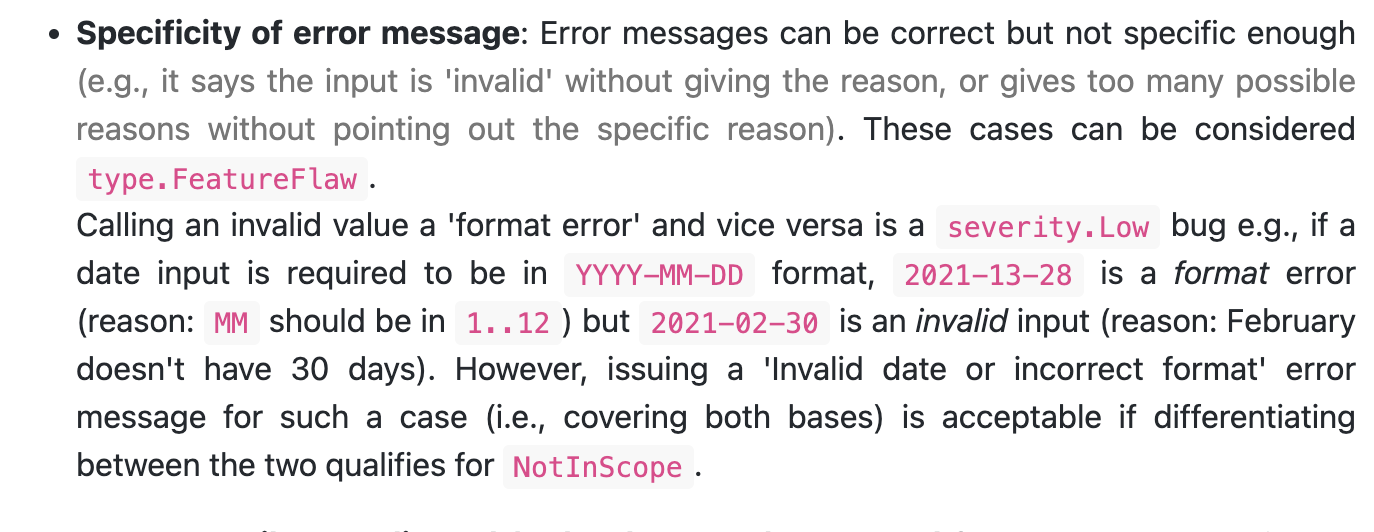 • Specificity of error message: Error messages can be correct but not specific enough
(e.g., it says the input is 'invalid' without giving the reason, or gives too many possible
reasons without pointing out the specific reason). These cases can be considered
type.FeatureFlaw.
Calling an invalid value a 'format error' and vice versa is a severity.Low bug e.g., if a
date input is required to be in YYYY-MM-DD format, 2021-13-28 is a format error
(reason: MM should be in 1..12 ) but 2021-02-30 is an invalid input (reason: February
doesn't have 30 days). However, issuing a 'Invalid date or incorrect format' error
message for such a case (i.e., covering both bases) is acceptable if differentiating
between the two qualifies for NotInScope.